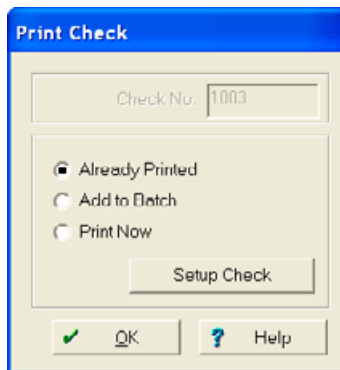 Print Check
Check No. 1003
Already Printed
Add to Batch
Print Now
Setup Check
OK
Help